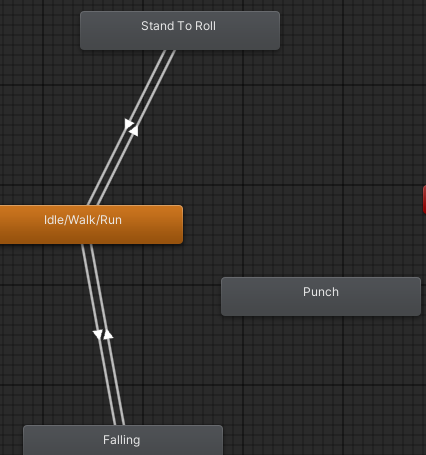 Stand To Roll
Idle/Walk/Run
Punch
Falling